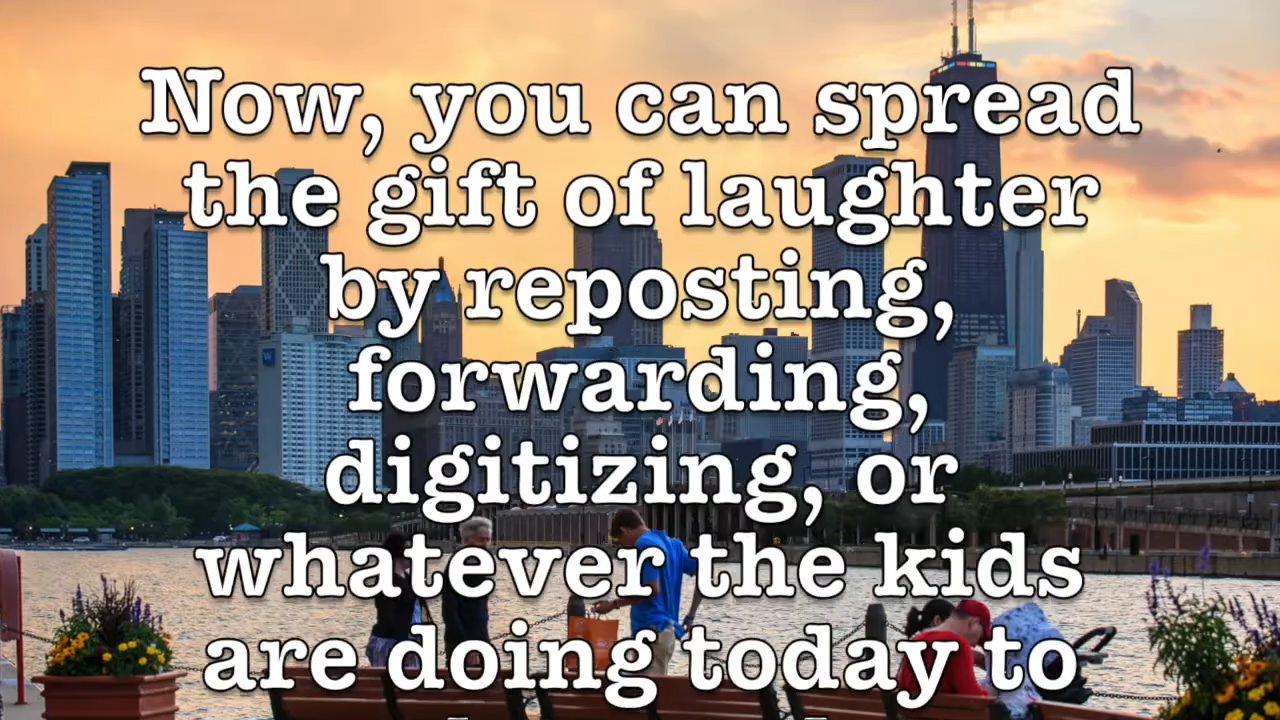 Now, you can spread
the gift of laughter
by reposting,
forwarding,
digitizing, or
whatever the kids
are doing today to